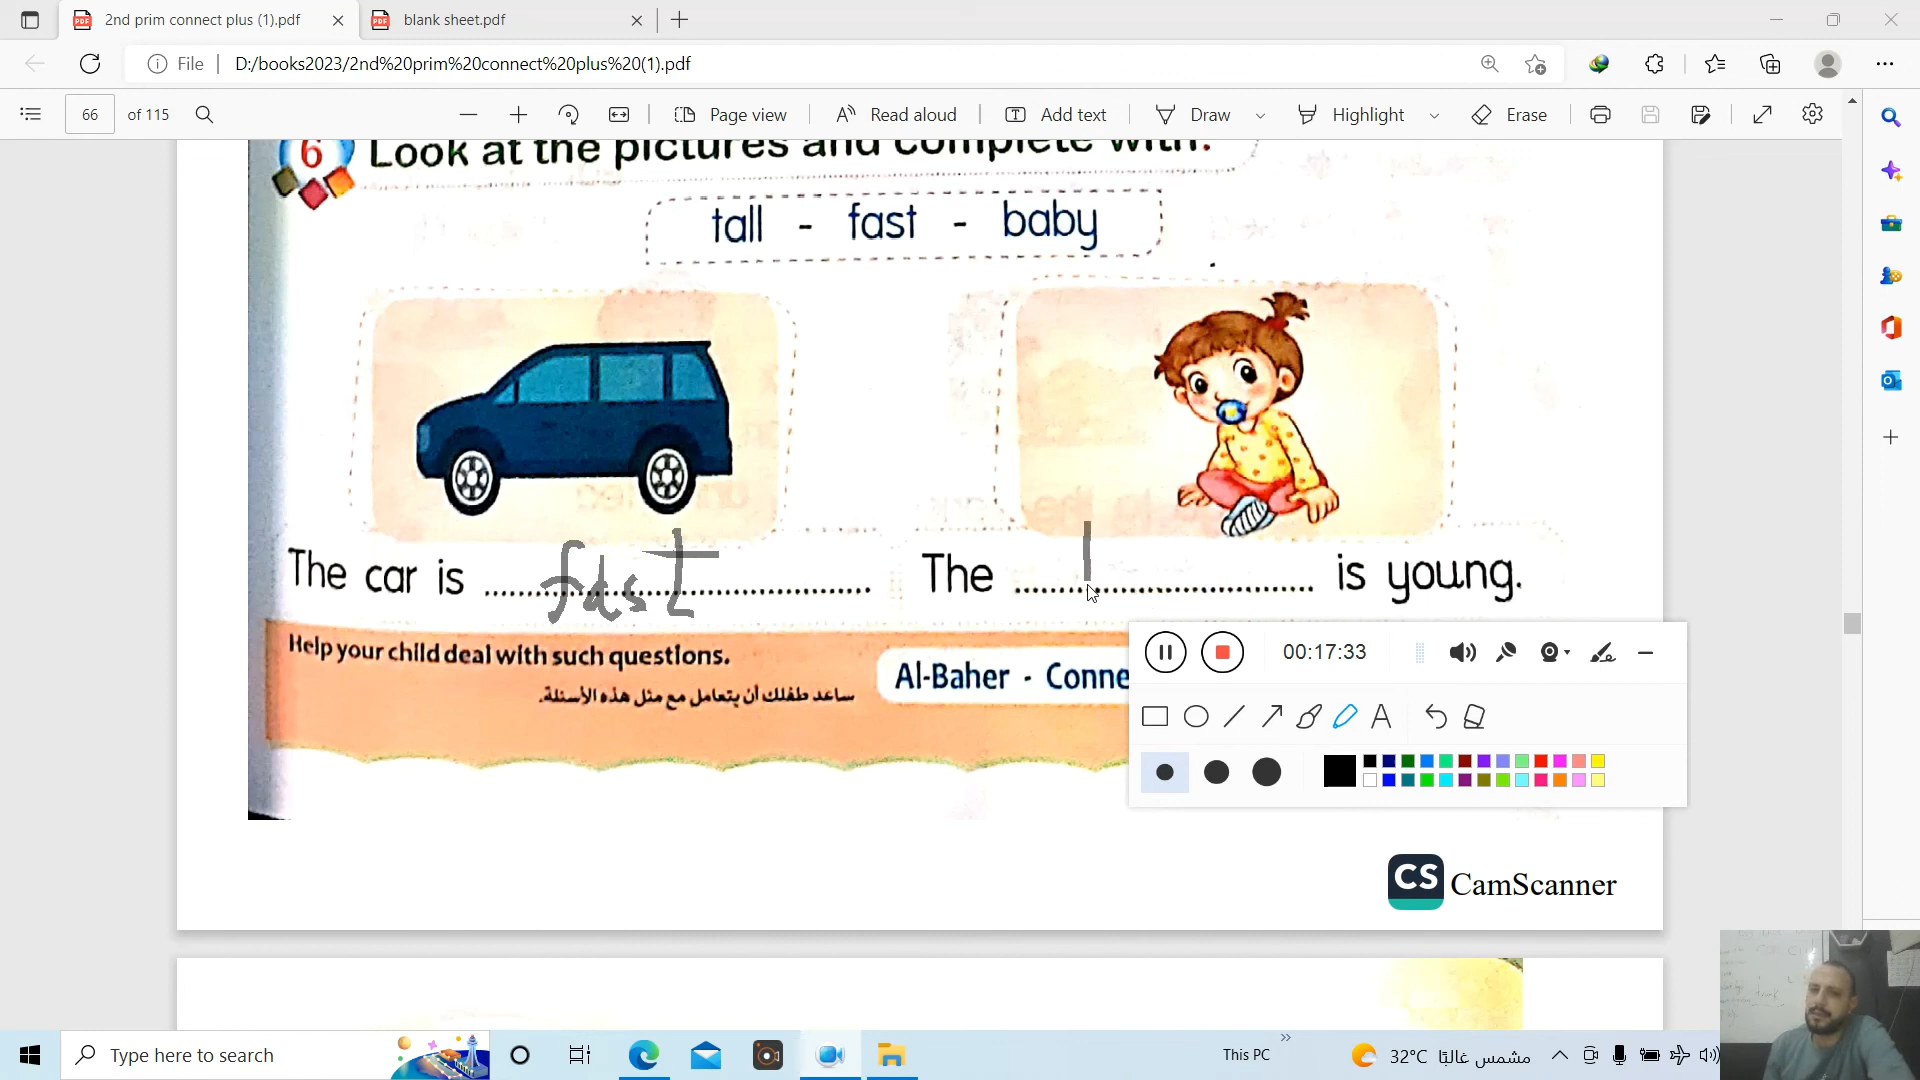 2nd prim connect plus (1).pdf
blank sheet.pdf
File
D:/books2023/2nd%20prim%20connect%20plus%20(1).pdf
66 of 115
Page view
Read aloud
Add text
Draw
Highlight
Erase
6 Look at the pictures and complete with:
tall - fast - baby
The car is fast
The is young.
Help your child deal with such questions.
ساعد طفلك أن يتعامل مع مثل هذه الأسئلة.
Al-Baher - Conne
00:17:33
CS CamScanner
Type here to search
This PC
32°C مشمس غالبًا